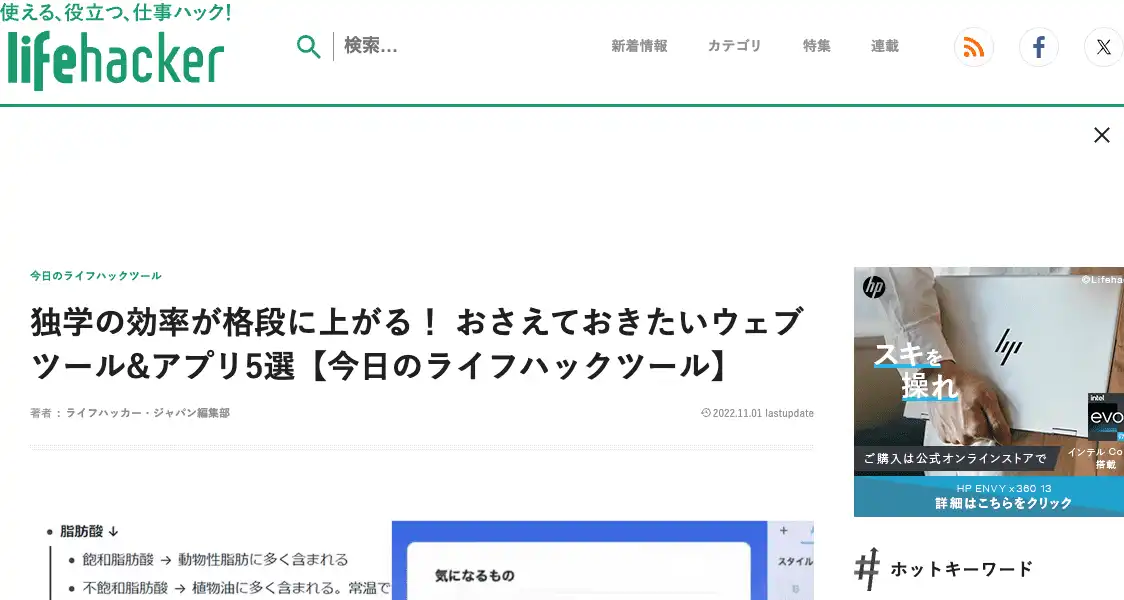 使える、役立つ、仕事ハック！
lifehacker
検索...
新着情報 カテゴリ 特集 連載
今日のライフハックツール
独学の効率が格段に上がる！ おさえておきたいウェブ
ツール&アプリ5選【今日のライフハックツール】
著者 : ライフハッカー・ジャパン編集部
2022.11.01 lastupdate
脂肪酸 ↓
飽和脂肪酸 → 動物性脂肪に多く含まれる
不飽和脂肪酸 → 植物油に多く含まれる。常温で
気になるもの
スタイル
hp
©Lifeha
hp
スキを
操れ
intel
evo
ご購入は公式オンラインストアで
インテル Co
搭載
HP ENVY x360 13
詳細はこちらをクリック
ホットキーワード